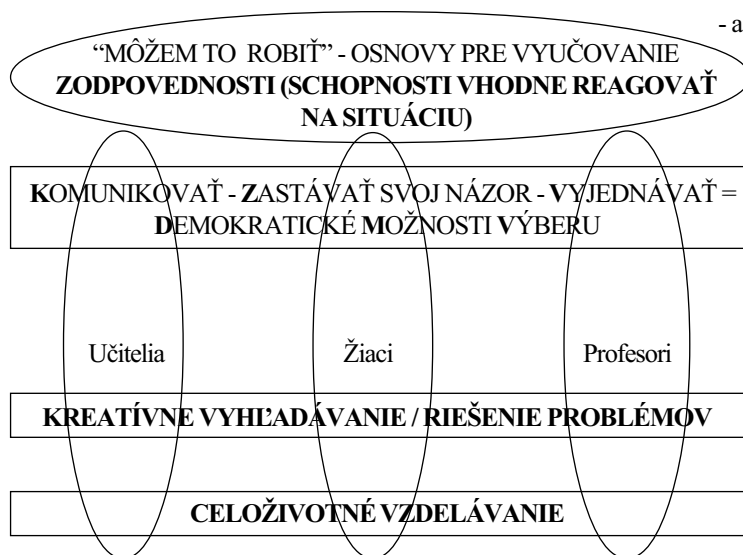 - a
“MÔŽEM TO ROBIŤ” - OSNOVY PRE VYUČOVANIE
ZODPOVEDNOSTI (SCHOPNOSTI VHODNE REAGOVAŤ
NA SITUÁCIU)
KOMUNIKOVAŤ - ZASTÁVAŤ SVOJ NÁZOR - VYJEDNÁVAŤ =
DEMOKRATICKÉ MOŽNOSTI VÝBERU
Učitelia Žiaci Profesori
KREATÍVNE VYHĽADÁVANIE / RIEŠENIE PROBLÉMOV
CELOŽIVOTNÉ VZDELÁVANIE